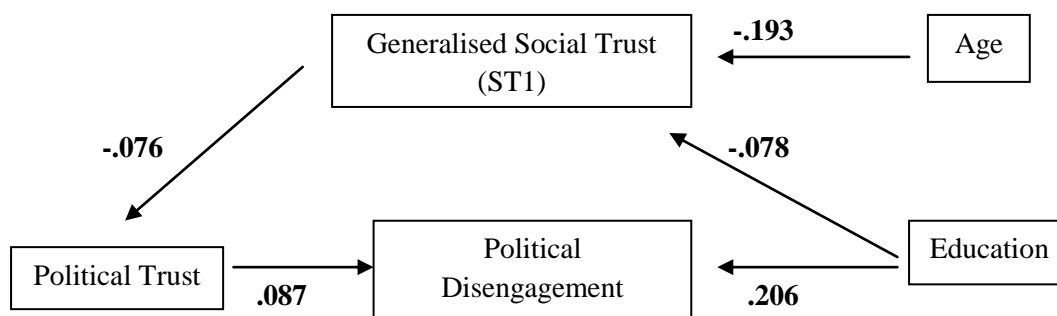 -.193
Generalised Social Trust
(ST1)
Age
-.076
-.078
Political Trust
.087
Political
Disengagement
.206
Education